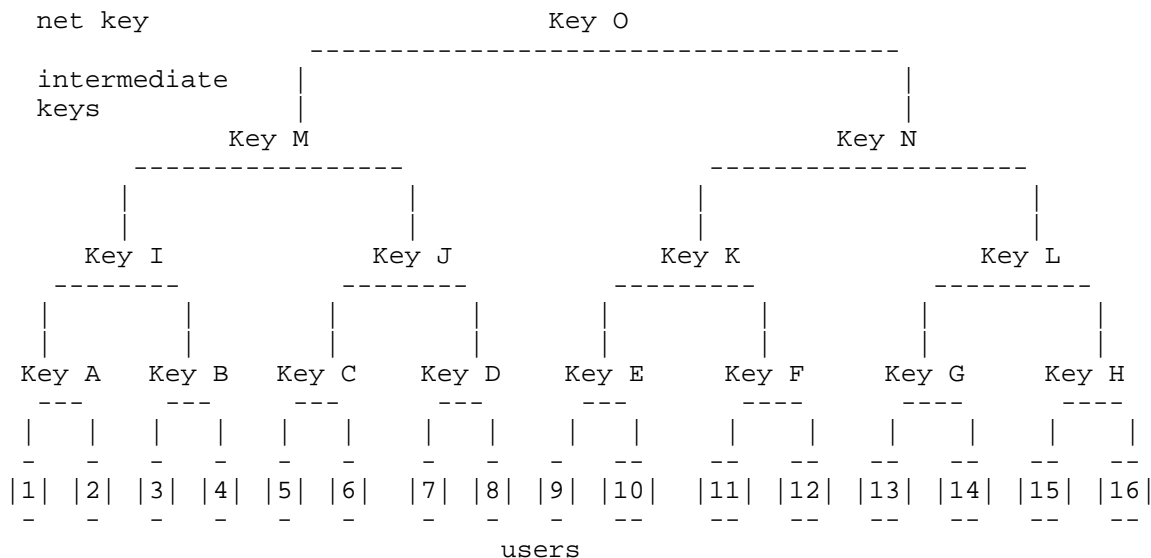 net key Key O
intermediate
keys
Key M Key N
Key I Key J Key K Key L
Key A Key B Key C Key D Key E Key F Key G Key H
|1| |2| |3| |4| |5| |6| |7| |8| |9| |10| |11| |12| |13| |14| |15| |16|
users